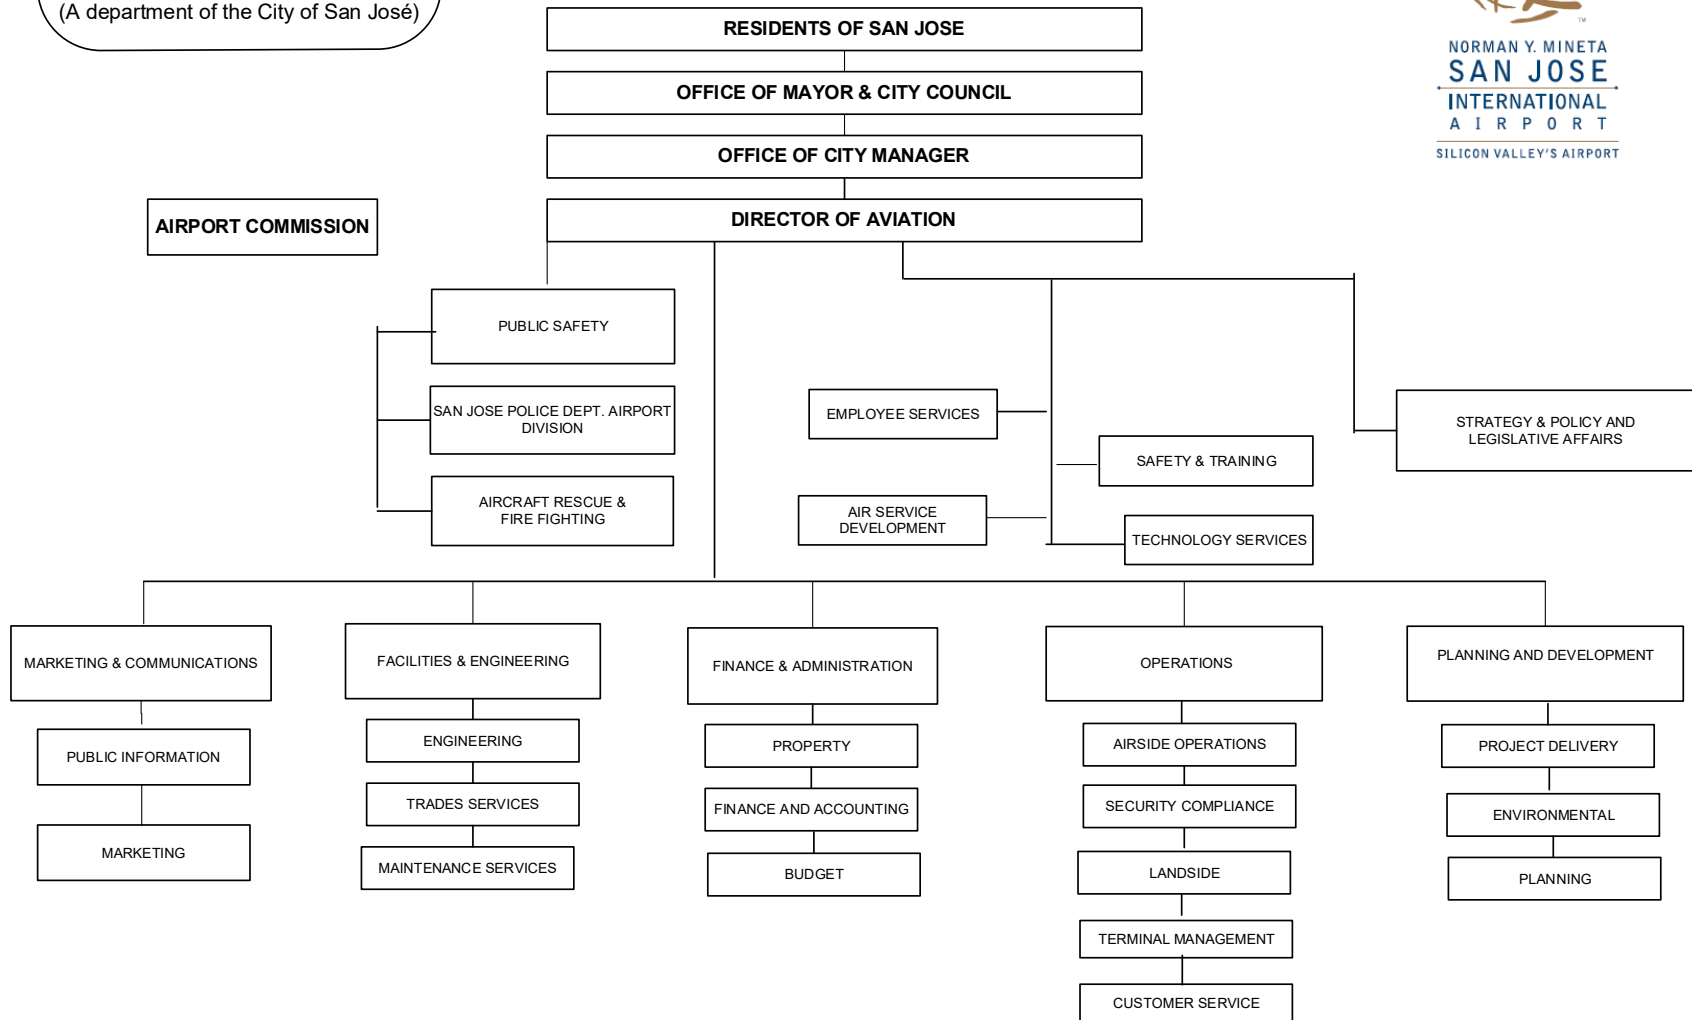 (A department of the City of San José)
RESIDENTS OF SAN JOSE
OFFICE OF MAYOR & CITY COUNCIL
OFFICE OF CITY MANAGER
DIRECTOR OF AVIATION
AIRPORT COMMISSION
TM
NORMAN Y. MINETA
SAN JOSE
INTERNATIONAL
AIRPORT
SILICON VALLEY'S AIRPORT
PUBLIC SAFETY
SAN JOSE POLICE DEPT. AIRPORT
DIVISION
AIRCRAFT RESCUE &
FIRE FIGHTING
EMPLOYEE SERVICES
AIR SERVICE
DEVELOPMENT
SAFETY & TRAINING
TECHNOLOGY SERVICES
STRATEGY & POLICY AND
LEGISLATIVE AFFAIRS
MARKETING & COMMUNICATIONS
PUBLIC INFORMATION
MARKETING
FACILITIES & ENGINEERING
ENGINEERING
TRADES SERVICES
MAINTENANCE SERVICES
FINANCE & ADMINISTRATION
PROPERTY
FINANCE AND ACCOUNTING
BUDGET
OPERATIONS
AIRSIDE OPERATIONS
SECURITY COMPLIANCE
LANDSIDE
TERMINAL MANAGEMENT
CUSTOMER SERVICE
PLANNING AND DEVELOPMENT
PROJECT DELIVERY
ENVIRONMENTAL
PLANNING